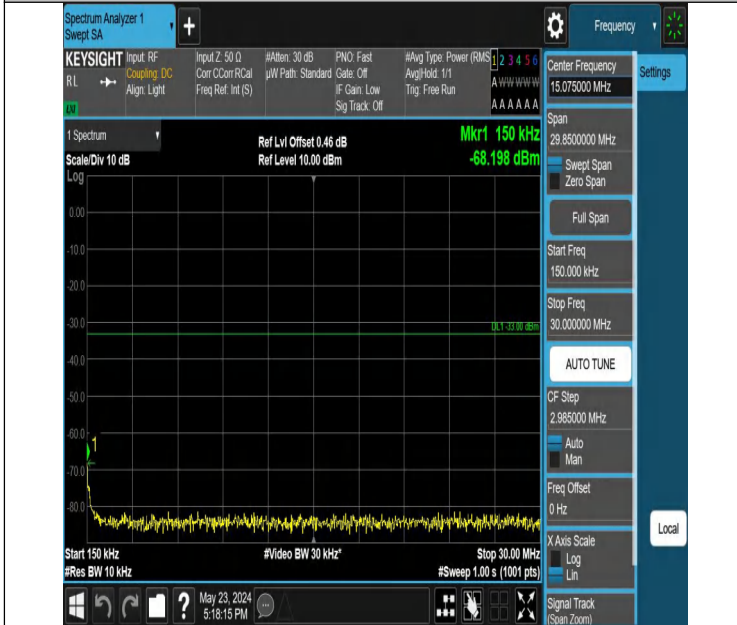 Spectrum Analyzer 1
Swept SA
+
Frequency
KEYSIGHT
RL
Input: RF
Coupling: DC
Align: Light
Input Z: 50 Ω
Corr CCorr RCal
Freq Ref: Int (S)
#Atten: 30 dB
µW Path: Standard
PNO: Fast
Gate: Off
IF Gain: Low
Sig Track: Off
#Avg Type: Power (RMS
Avg|Hold: 1/1
Trig: Free Run
1 2 3 4 5 6
A W W W W W
A A A A A A
1 Spectrum
Scale/Div 10 dB
Log
Ref Lvl Offset 0.46 dB
Ref Level 10.00 dBm
Mkr1 150 kHz
-68.198 dBm
0.00
-10.0
-20.0
-30.0
-40.0
-50.0
-60.0
-70.0
-80.0
DL1 -33.00 dBm
1
Start 150 kHz
#Res BW 10 kHz
#Video BW 30 kHz*
Stop 30.00 MHz
#Sweep 1.00 s (1001 pts)
?
May 23, 2024
5:18:15 PM
Center Frequency
15.075000 MHz
Span
29.8500000 MHz
Swept Span
Zero Span
Full Span
Start Freq
150.000 kHz
Stop Freq
30.000000 MHz
AUTO TUNE
CF Step
2.985000 MHz
Auto
Man
Freq Offset
0 Hz
X Axis Scale
Log
Lin
Signal Track
(Span Zoom)
Settings
Local